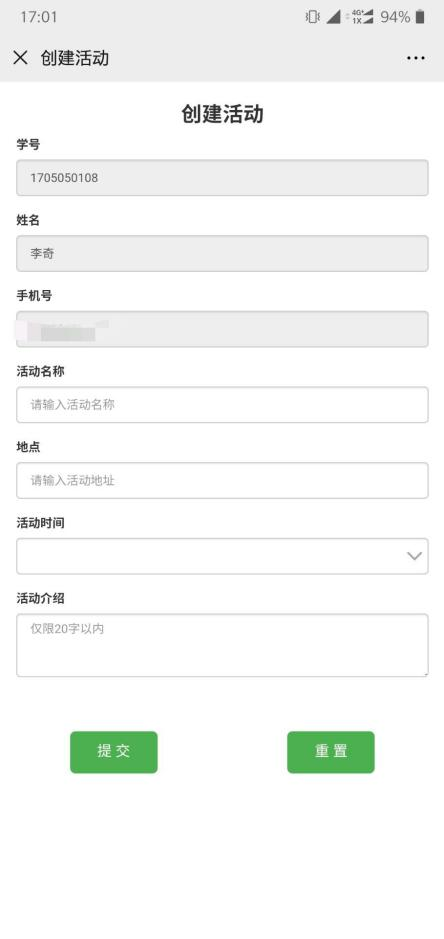 17:01
4G+
1X
94%
创建活动
创建活动
学号
1705050108
姓名
李奇
手机号
活动名称
请输入活动名称
地点
请输入活动地址
活动时间
活动介绍
仅限20字以内
提交
重置